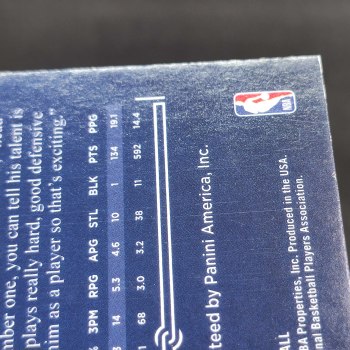 mber one, you can tell his talent is
plays really hard, good defensive
him as a player so that's exciting."
3PM RPG APG STL BLK PTS PPG
14 5.3 4.6 10 1 134 19.1
68 3.0 3.2 38 11 592 14.4
teed by Panini America, Inc.
NBA
ALL
BA Properties, Inc. Produced in the USA.
nal Basketball Players Association.